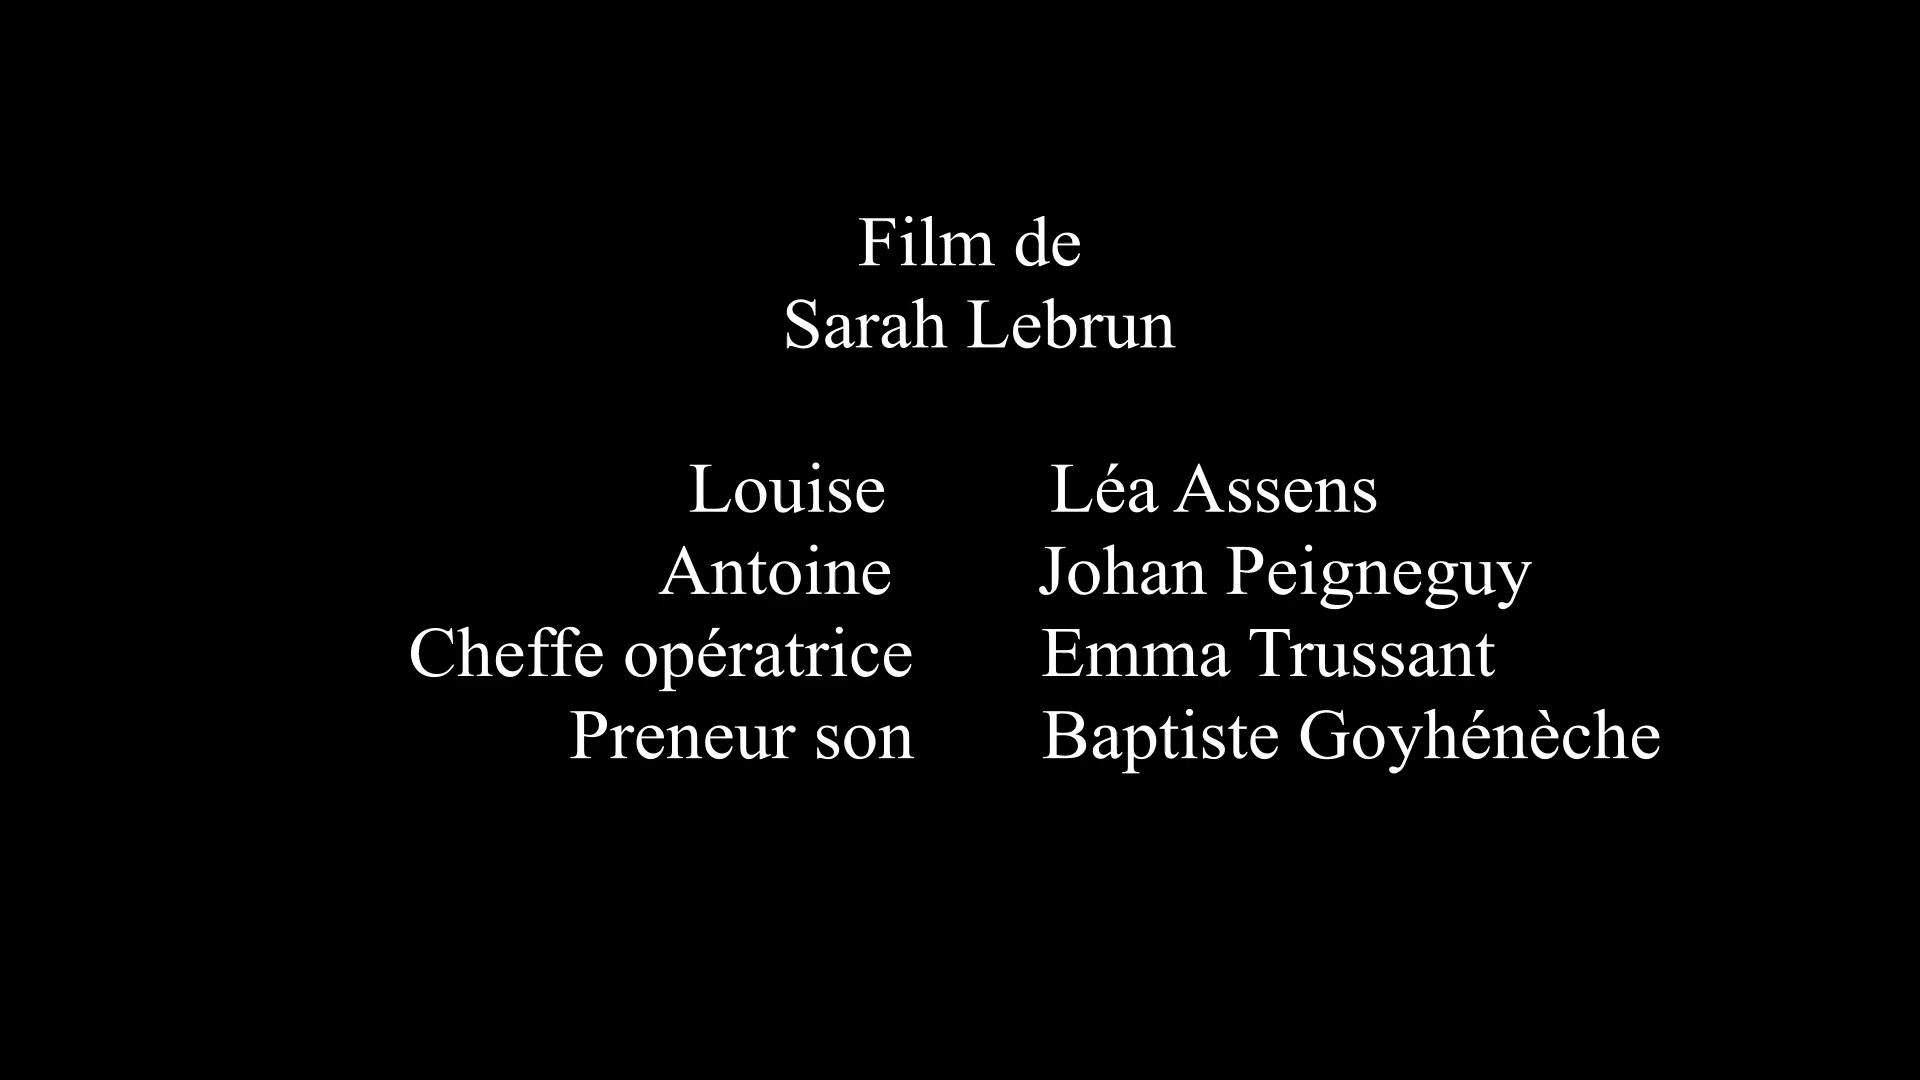 Film de
Sarah Lebrun
Louise Léa Assens
Antoine Johan Peigneguy
Cheffe opératrice Emma Trussant
Preneur son Baptiste Goyhénèche